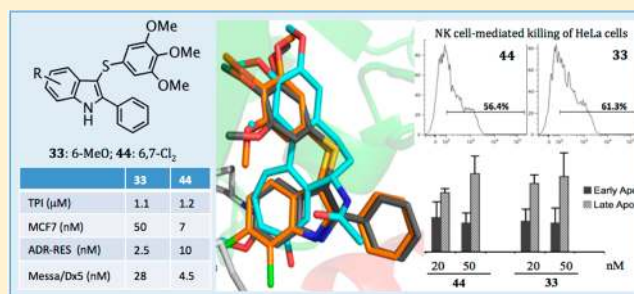 OMe
OMe
OMe
S
R
N
H
33: 6-MeO; 44: 6,7-Cl2
33 44
TPI (μM) 1.1 1.2
MCF7 (nM) 50 7
ADR-RES (nM) 2.5 10
Messa/Dx5 (nM) 28 4.5
NK cell-mediated killing of HeLa cells
44 33
56.4% 61.3%
Early Apo
Late Apo
20 50 20 50 nM
44 33